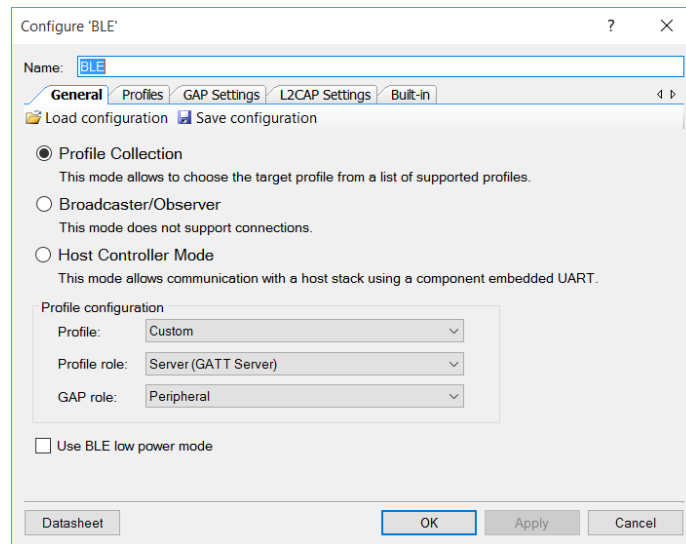 Configure 'BLE'
?
Name: BLE
General Profiles GAP Settings L2CAP Settings Built-in
Load configuration Save configuration
Profile Collection
This mode allows to choose the target profile from a list of supported profiles.
Broadcaster/Observer
This mode does not support connections.
Host Controller Mode
This mode allows communication with a host stack using a component embedded UART.
Profile configuration
Profile: Custom
Profile role: Server (GATT Server)
GAP role: Peripheral
Use BLE low power mode
Datasheet OK Apply Cancel